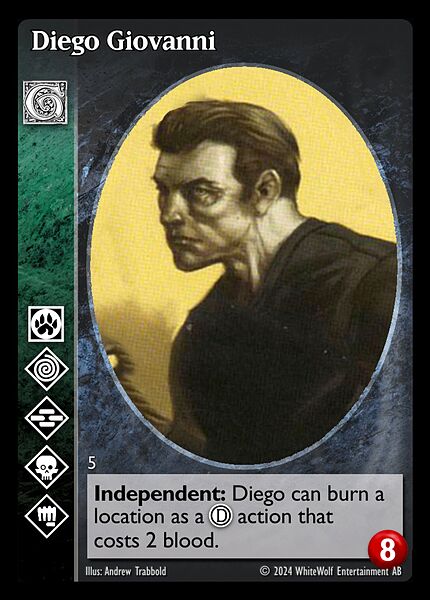 Diego Giovanni
5
Independent: Diego can burn a
location as a Ⓓ action that
costs 2 blood.
8
Illus: Andrew Trabbold © 2024 WhiteWolf Entertainment AB